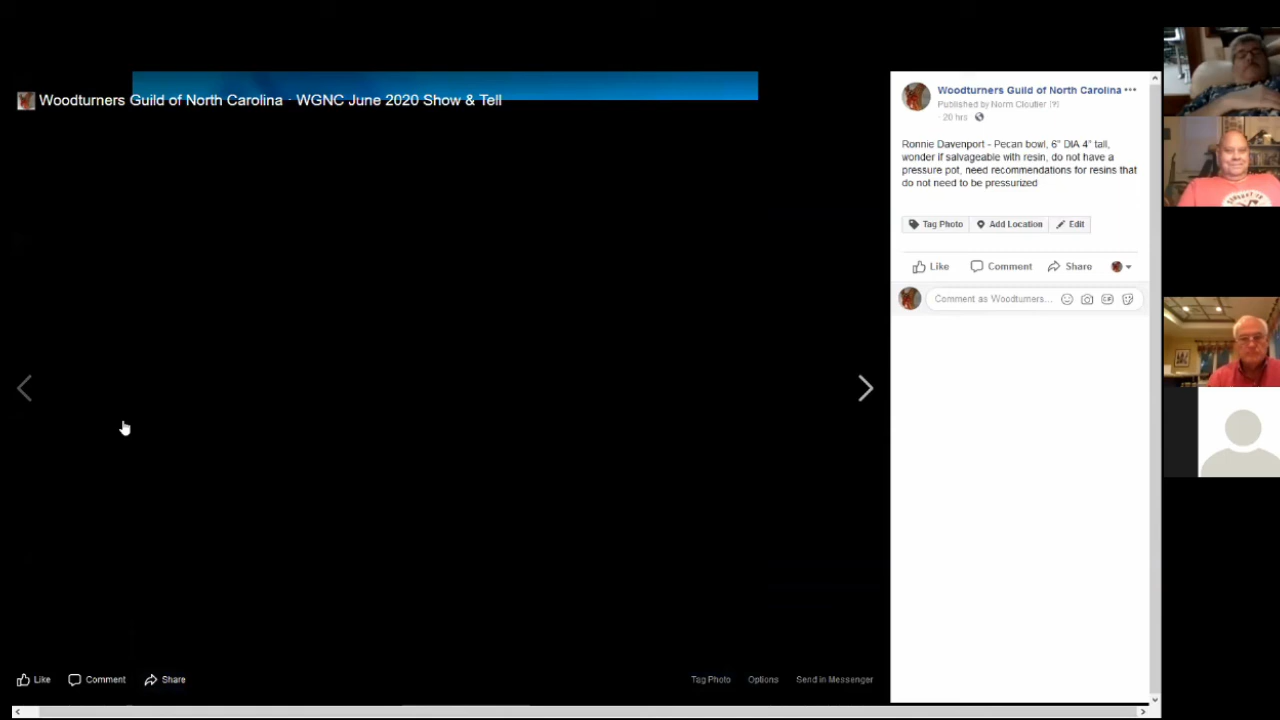 Woodturners Guild of North Carolina · WGNC June 2020 Show & Tell
Woodturners Guild of North Carolina
Published by Norm Cloutier [?]
· 20 hrs ·
Ronnie Davenport - Pecan bowl, 6" DIA 4" tall,
wonder if salvageable with resin, do not have a
pressure pot, need recommendations for resins that
do not need to be pressurized
Tag Photo Add Location Edit
Like Comment Share
Comment as Woodturners...
Like Comment Share
Tag Photo Options Send in Messenger